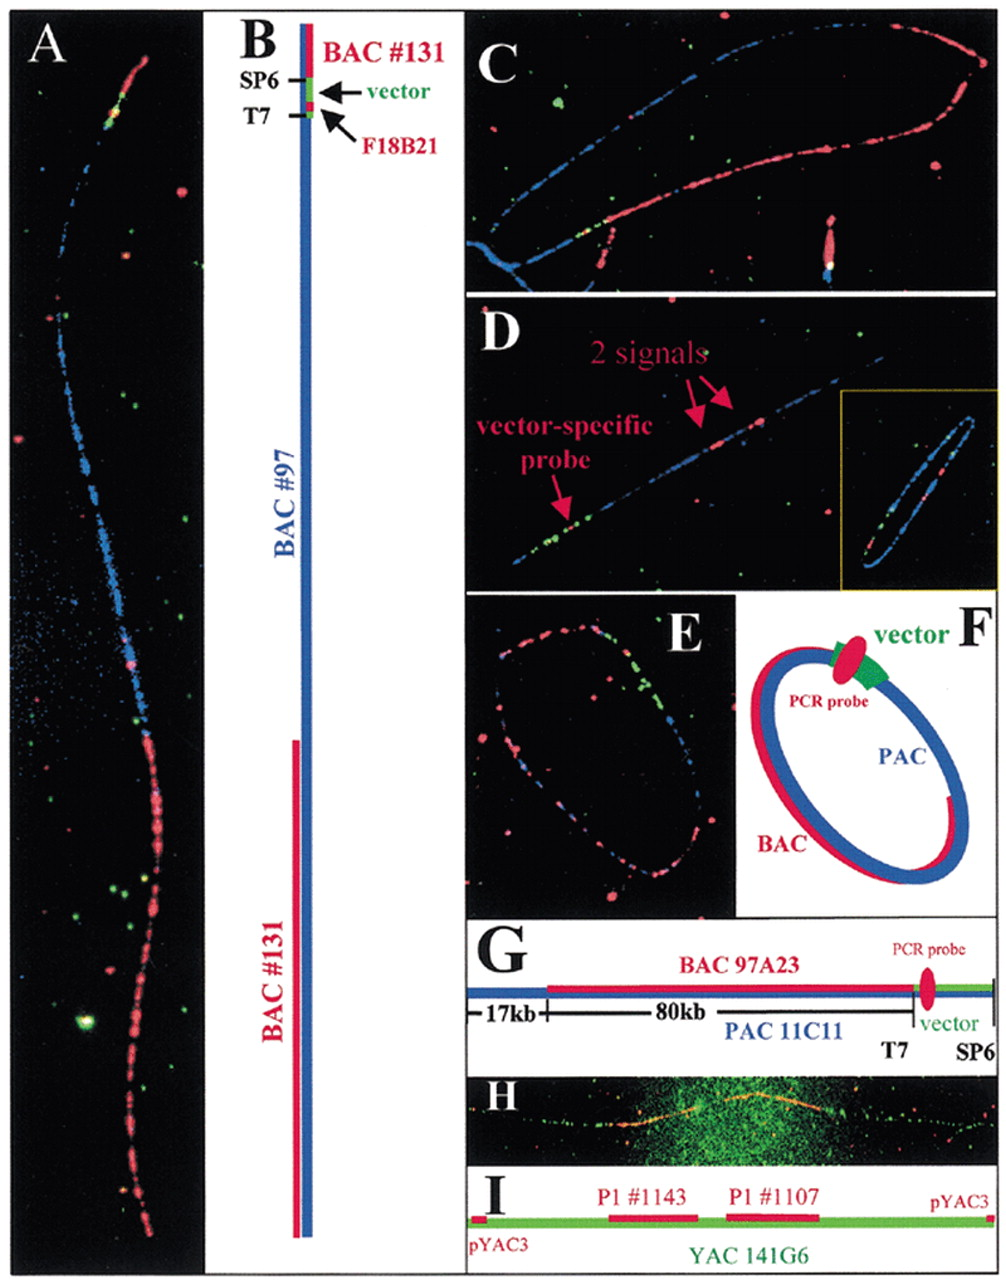 A
B
BAC #131
SP6
vector
T7
F18B21
BAC #97
BAC #131
C
D
2 signals
vector-specific
probe
E
F
vector
PCR probe
PAC
BAC
G
PCR probe
BAC 97A23
17kb
80kb
PAC 11C11
vector
T7
SP6
H
I
P1 #1143
P1 #1107
pYAC3
pYAC3
YAC 141G6